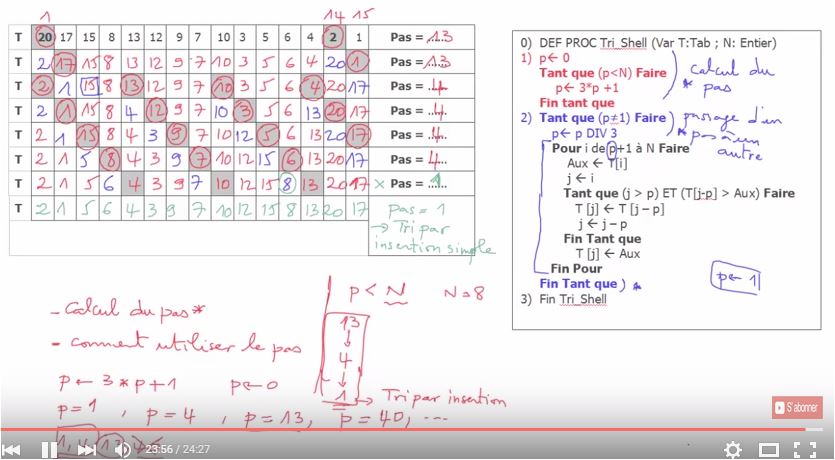 1 14 15
T 20 17 15 8 13 12 9 7 10 3 5 6 4 2 1 Pas = 13
T 2 17 15 8 13 12 9 7 10 3 5 6 4 20 1 Pas = 13
T 2 1 15 8 13 12 9 7 10 3 5 6 4 20 17 Pas = 4
T 2 1 15 8 4 12 9 7 10 3 5 6 13 20 17 Pas = 4
T 2 1 15 8 4 3 9 7 10 12 5 6 13 20 17 Pas = 4
T 2 1 5 8 4 3 9 7 10 12 15 6 13 20 17 Pas = 4
T 2 1 5 6 4 3 9 7 10 12 15 8 13 20 17 x Pas = 1
T 2 1 5 6 4 3 9 7 10 12 15 8 13 20 17
pas = 1
→ Tri par
insertion simple
0) DEF PROC Tri_Shell (Var T:Tab ; N: Entier)
1) p← 0
Tant que (p<N) Faire
p← 3*p +1
Fin tant que
calcul du
* pas
2) Tant que (p≠1) Faire
p← p DIV 3
passage d'un
* pas à un
autre
Pour i de p+1 à N Faire
Aux ← T[i]
j ← i
Tant que (j > p) ET (T[j-p] > Aux) Faire
T [j] ← T [j – p]
j ← j – p
Fin Tant que
T [j] ← Aux
Fin Pour
Fin Tant que ) *
p← 1
3) Fin Tri_Shell
- Calcul du pas *
- Comment utiliser le pas
p ← 3 * p + 1 p ← 0
p = 1 , p = 4 , p = 13, p = 40, ...
1, 4, 13
p < N N = 8
13
↓
4
↓
1 → Tri par insertion
S'abonner
23:56 / 24:27